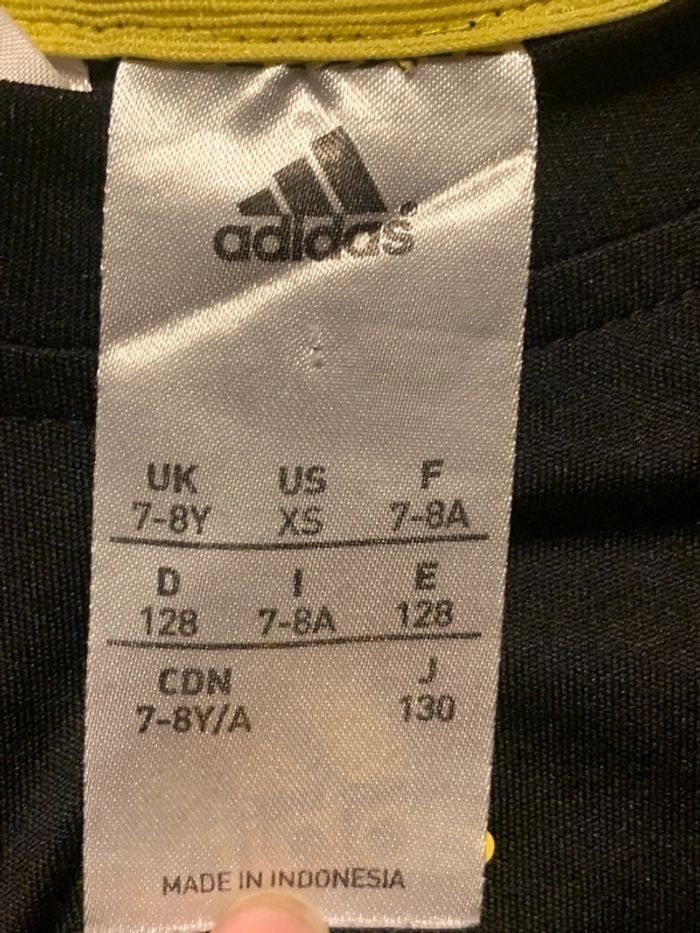 adidas®
UK US F
7-8Y XS 7-8A
D I E
128 7-8A 128
CDN J
7-8Y/A 130
MADE IN INDONESIA